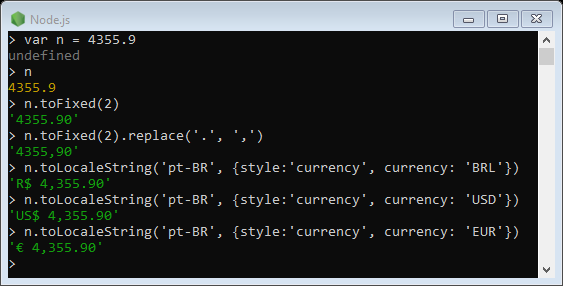 Node.js
> var n = 4355.9
undefined
> n
4355.9
> n.toFixed(2)
'4355.90'
> n.toFixed(2).replace('.', ',')
'4355,90'
> n.toLocaleString('pt-BR', {style:'currency', currency: 'BRL'})
'R$ 4,355.90'
> n.toLocaleString('pt-BR', {style:'currency', currency: 'USD'})
'US$ 4,355.90'
> n.toLocaleString('pt-BR', {style:'currency', currency: 'EUR'})
'€ 4,355.90'
>